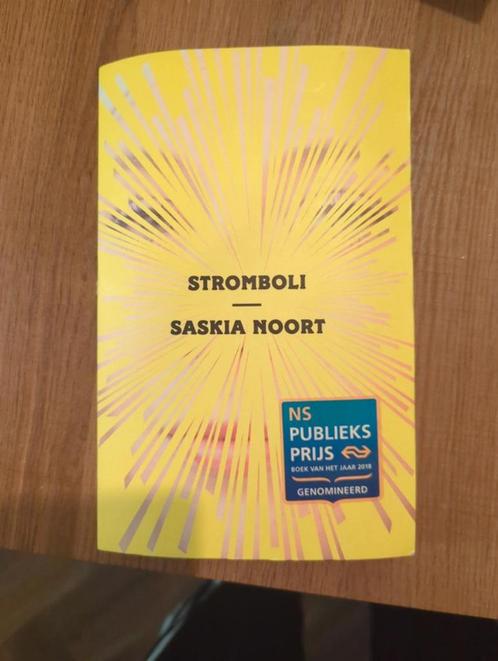 STROMBOLI
SASKIA NOORT
NS
PUBLIEKS
PRIJS
BOEK VAN HET JAAR 2018
GENOMINEERD